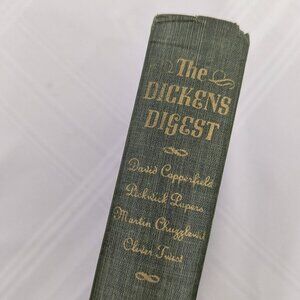 The
DICKENS
DIGEST
David Copperfield
Pickwick Papers
Martin Chuzzlewit
Oliver Twist